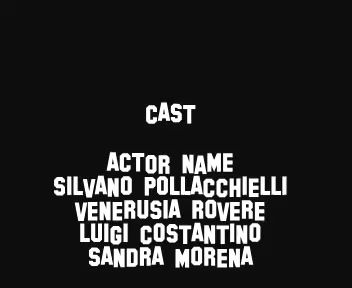 CAST
ACTOR NAME
SILVANO POLLACCHIELLI
VENERUSIA ROVERE
LUIGI COSTANTINO
SANDRA MORENA